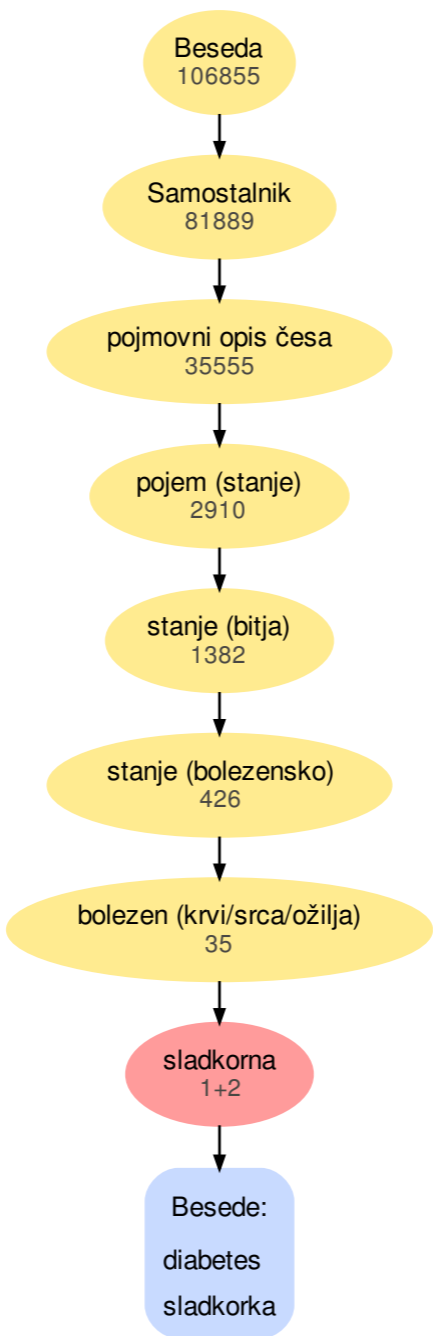 Beseda
106855
Samostalnik
81889
pojmovni opis česa
35555
pojem (stanje)
2910
stanje (bitja)
1382
stanje (bolezensko)
426
bolezen (krvi/srca/ožilja)
35
sladkorna
1+2
Besede:
diabetes
sladkorka